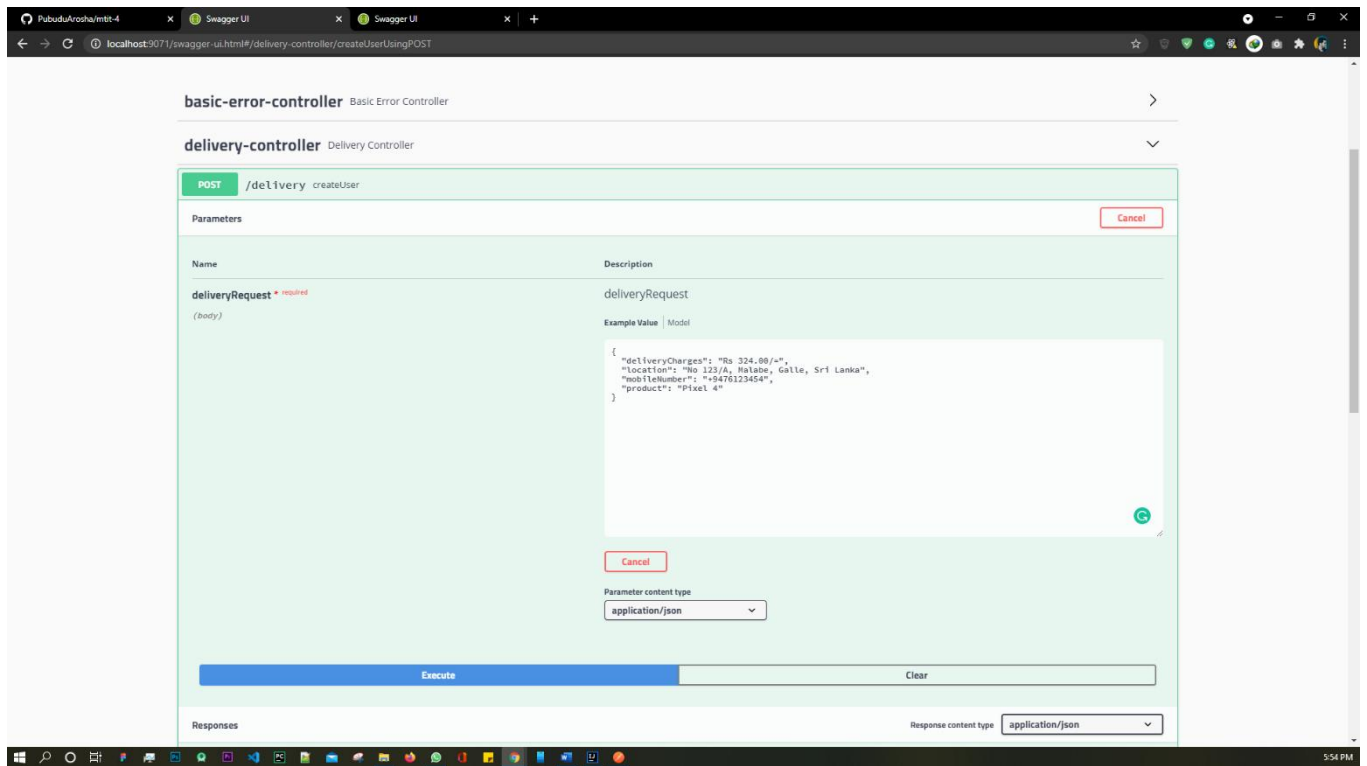 PubuduArosha/mtit-4
Swagger UI
Swagger UI
localhost:9071/swagger-ui.html#/delivery-controller/createUserUsingPOST
basic-error-controller Basic Error Controller
delivery-controller Delivery Controller
POST /delivery createUser
Parameters
Cancel
Name Description
deliveryRequest * required deliveryRequest
(body)
Example Value Model
{
"deliveryCharges": "Rs 324.00/=",
"location": "No 123/A, Malabe, Galle, Sri Lanka",
"mobileNumber": "+9476123454",
"product": "Pixel 4"
}
Cancel
Parameter content type
application/json
Execute Clear
Responses Response content type application/json
5:54 PM